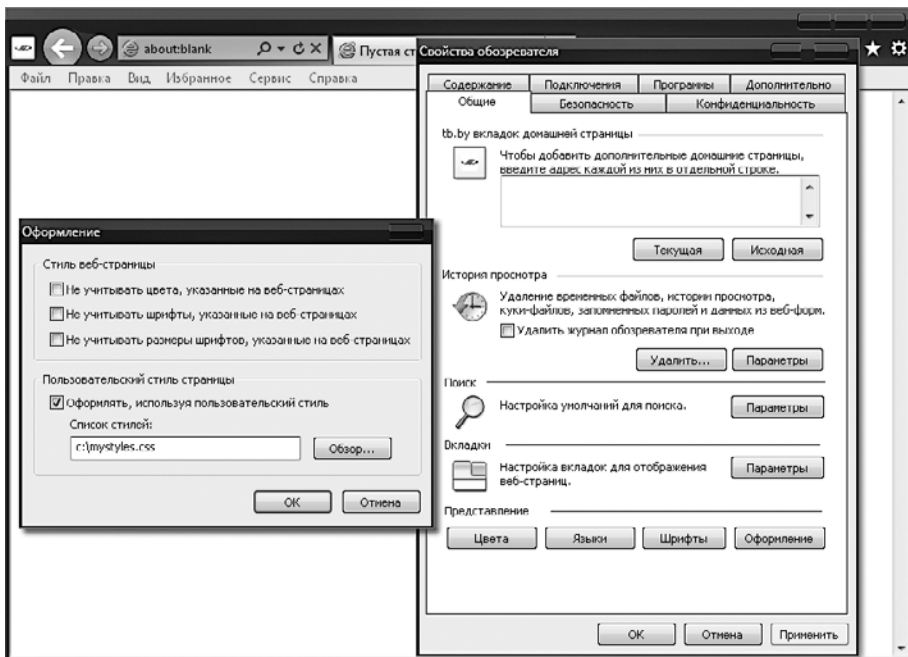 about:blank
Пустая ст
Файл Правка Вид Избранное Сервис Справка
Свойства обозревателя
Содержание Подключения Программы Дополнительно
Общие Безопасность Конфиденциальность
tb.by вкладок домашней страницы
Чтобы добавить дополнительные домашние страницы,
введите адрес каждой из них в отдельной строке.
Текущая Исходная
История просмотра
Удаление временных файлов, истории просмотра,
куки-файлов, запомненных паролей и данных из веб-форм.
Удалить журнал обозревателя при выходе
Удалить... Параметры
Поиск
Настройка умолчаний для поиска.
Параметры
Вкладки
Настройка вкладок для отображения
веб-страниц.
Параметры
Представление
Цвета Языки Шрифты Оформление
ОК Отмена Применить
Оформление
Стиль веб-страницы
Не учитывать цвета, указанные на веб-страницах
Не учитывать шрифты, указанные на веб-страницах
Не учитывать размеры шрифтов, указанные на веб-страницах
Пользовательский стиль страницы
Оформлять, используя пользовательский стиль
Список стилей:
c:\mystyles.css
Обзор...
ОК Отмена